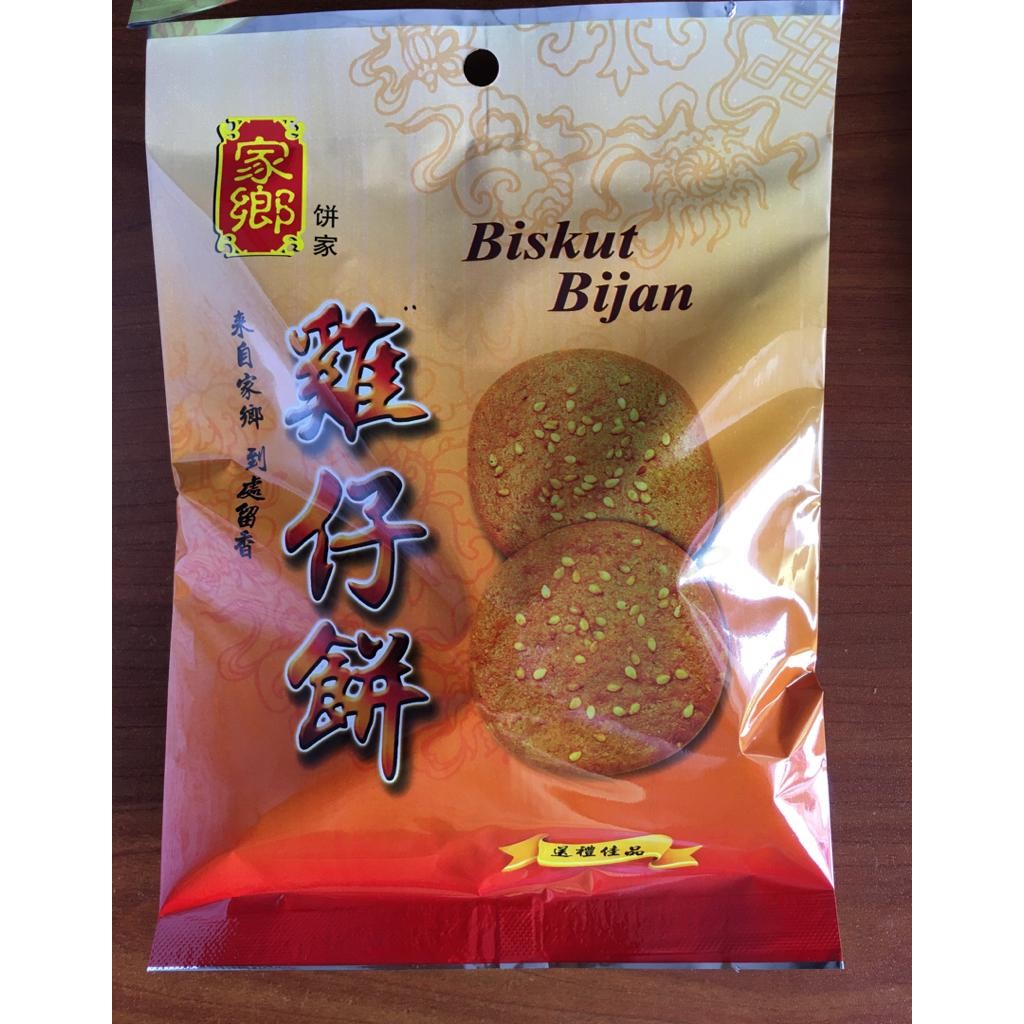 家鄉
饼家
Biskut
Bijan
雞仔餅
來自家鄉 到處留香
送禮佳品